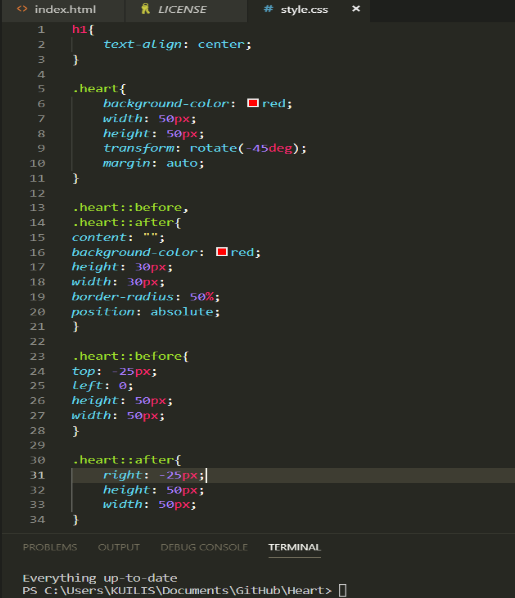 <> index.html LICENSE # style.css ×
1 h1{
2 text-align: center;
3 }
4
5 .heart{
6 background-color: red;
7 width: 50px;
8 height: 50px;
9 transform: rotate(-45deg);
10 margin: auto;
11 }
12
13 .heart::before,
14 .heart::after{
15 content: "";
16 background-color: red;
17 height: 30px;
18 width: 30px;
19 border-radius: 50%;
20 position: absolute;
21 }
22
23 .heart::before{
24 top: -25px;
25 left: 0;
26 height: 50px;
27 width: 50px;
28 }
29
30 .heart::after{
31 right: -25px;
32 height: 50px;
33 width: 50px;
34 }
PROBLEMS OUTPUT DEBUG CONSOLE TERMINAL
Everything up-to-date
PS C:\Users\KUILIS\Documents\GitHub\Heart>